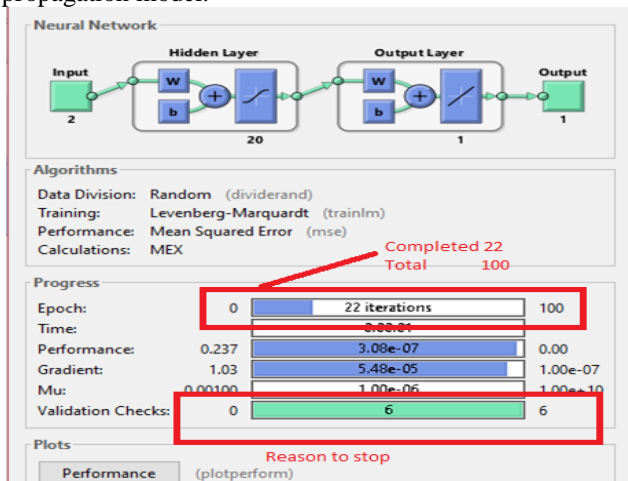 propagation model.
Neural Network
Hidden Layer Output Layer
Input Output
W W
b b
2 20 1 1
Algorithms
Data Division: Random (dividerand)
Training: Levenberg-Marquardt (trainlm)
Performance: Mean Squared Error (mse)
Calculations: MEX
Completed 22
Total 100
Progress
Epoch: 0 22 iterations 100
Time:
Performance: 0.237 3.08e-07 0.00
Gradient: 1.03 5.48e-05 1.00e-07
Mu: 0.00100 1.00e-06 1.00e+10
Validation Checks: 0 6 6
Plots
Reason to stop
Performance (plotperform)